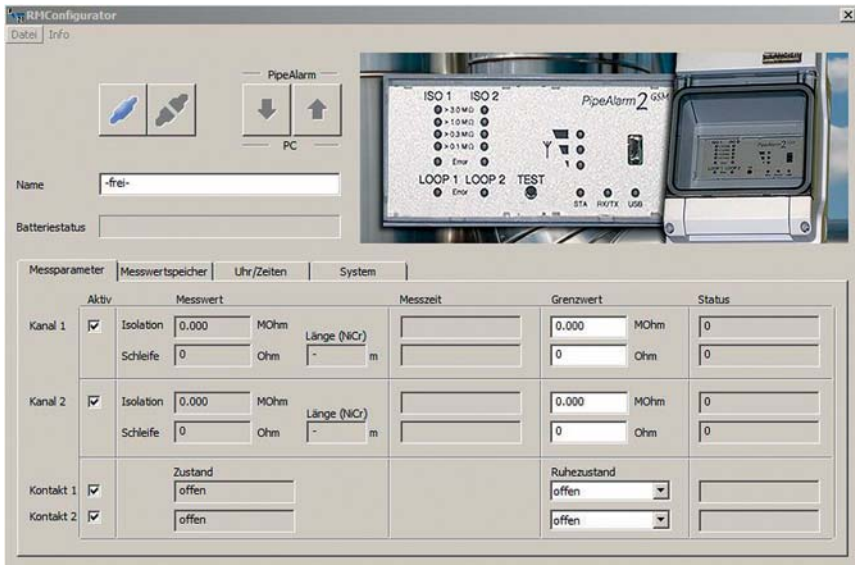 RMConfigurator
Datei Info
PipeAlarm
PC
Name -frei-
Batteriestatus
ISO 1 ISO 2
PipeAlarm 2 GSM
>3.0 MΩ
>1.0 MΩ
>0.3 MΩ
>0.1 MΩ
Error
LOOP 1 LOOP 2 TEST
Error
STA RX/TX USB
Messparameter Messwertspeicher Uhr/Zeiten System
Aktiv Messwert Messzeit Grenzwert Status
Kanal 1 Isolation 0.000 MOhm 0.000 MOhm 0
Länge (NiCr)
Schleife 0 Ohm - m 0 Ohm 0
Kanal 2 Isolation 0.000 MOhm 0.000 MOhm 0
Länge (NiCr)
Schleife 0 Ohm - m 0 Ohm 0
Zustand Ruhezustand
Kontakt 1 offen offen
Kontakt 2 offen offen